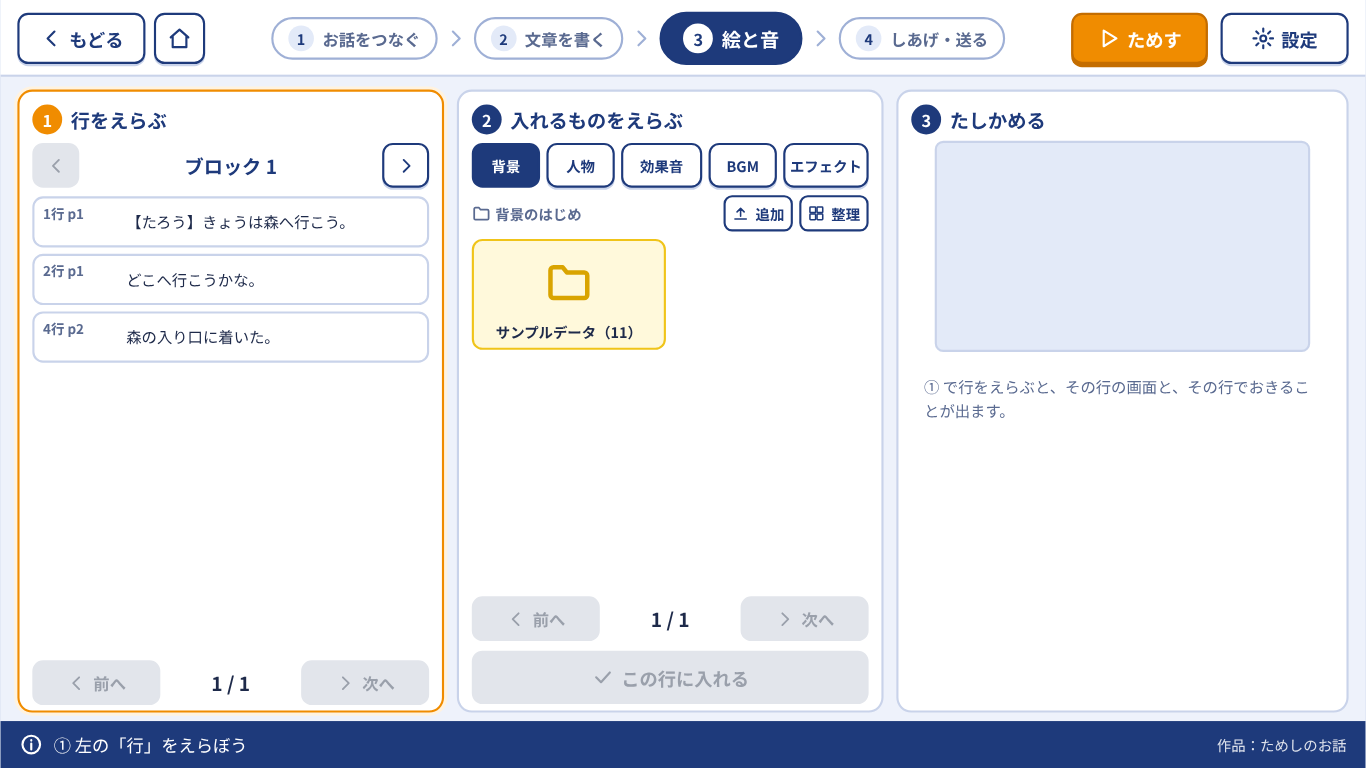 もどる
1 お話をつなぐ
2 文章を書く
3 絵と音
4 しあげ・送る
ためす
設定
1 行をえらぶ
ブロック 1
1行 p1 【たろう】きょうは森へ行こう。
2行 p1 どこへ行こうかな。
4行 p2 森の入り口に着いた。
前へ 1 / 1 次へ
2 入れるものをえらぶ
背景 人物 効果音 BGM エフェクト
背景のはじめ 追加 整理
サンプルデータ（11）
前へ 1 / 1 次へ
この行に入れる
3 たしかめる
① で行をえらぶと、その行の画面と、その行でおきるこ
とが出ます。
① 左の「行」をえらぼう
作品：ためしのお話